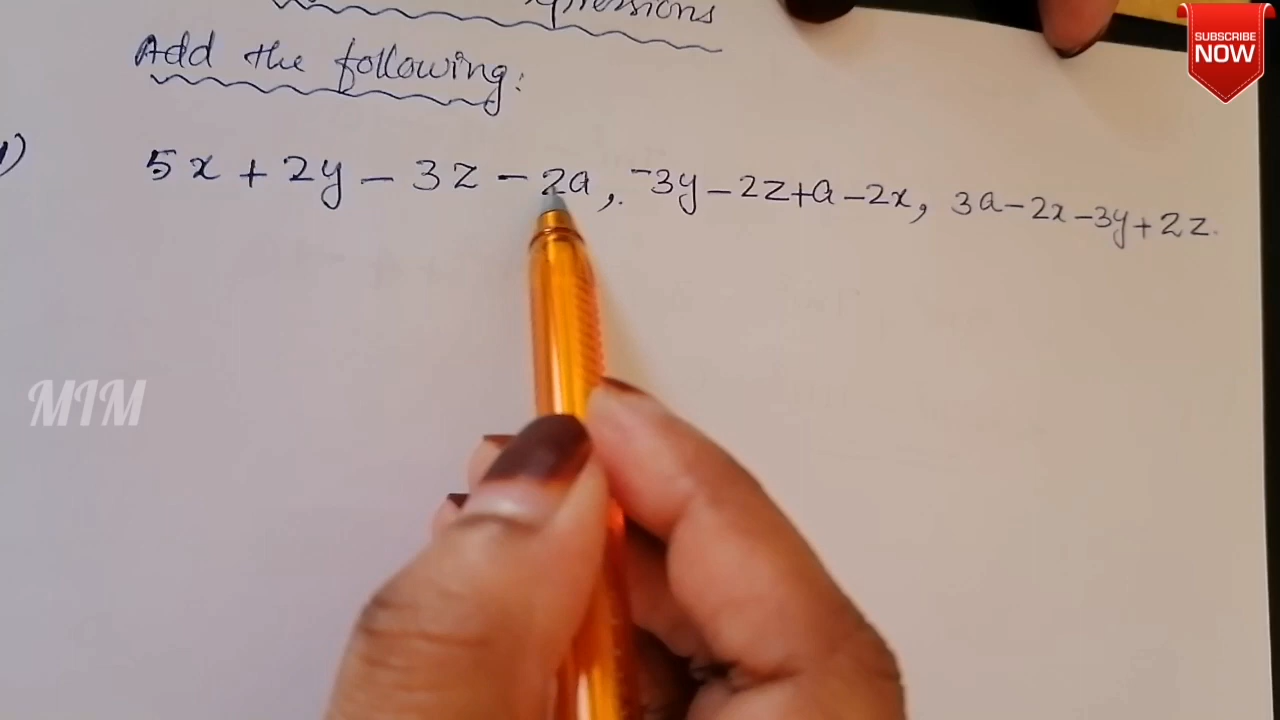 Add the following:
1) 5x + 2y - 3z - 2a, -3y - 2z + a - 2x, 3a - 2x - 3y + 2z.
SUBSCRIBE
NOW
MIM